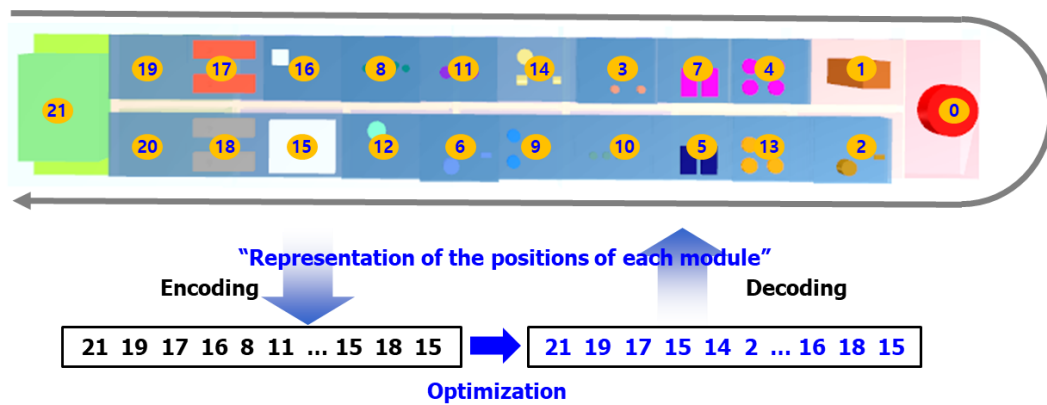 19 17 16 8 11 14 3 7 4 1
21 0
20 18 15 12 6 9 10 5 13 2
“Representation of the positions of each module”
Encoding Decoding
21 19 17 16 8 11 ... 15 18 15
21 19 17 15 14 2 ... 16 18 15
Optimization